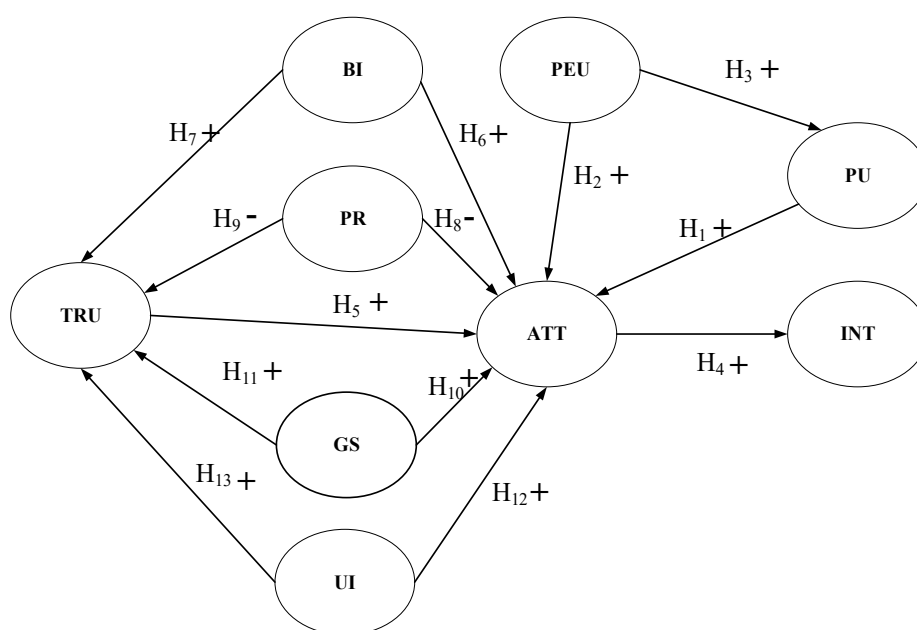 BI
PEU
H3 +
H7 +
H6 +
H2 +
PU
PR
H9 -
H8 -
H1 +
TRU
H5 +
ATT
INT
H4 +
H11 +
H10 +
GS
H13 +
H12 +
UI